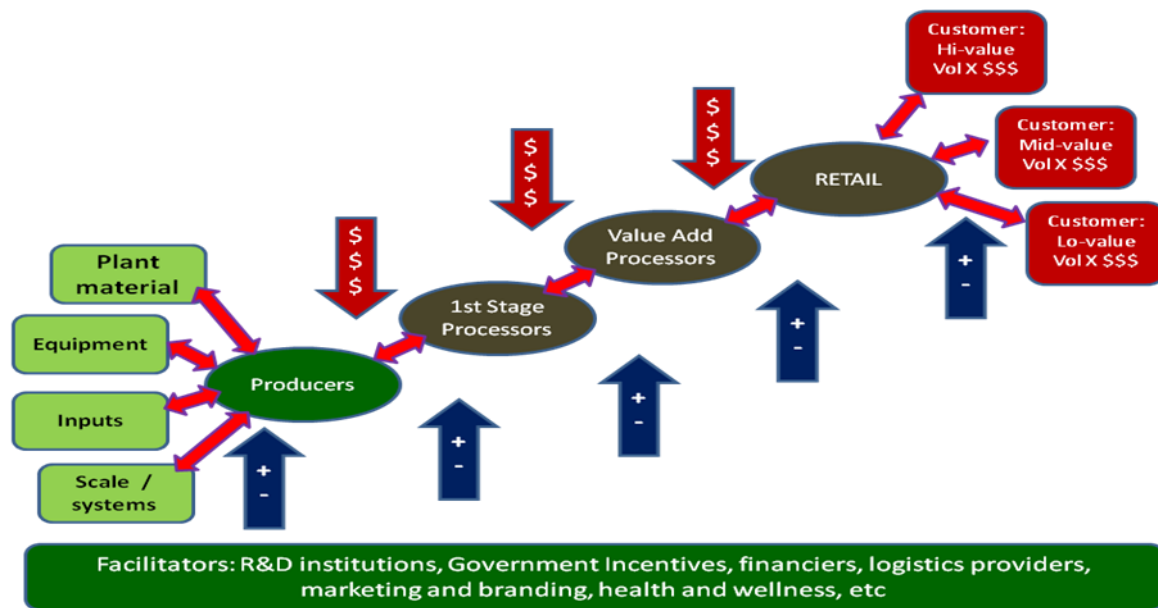 Customer:
Hi-value
Vol X $$$
$
$
$
$
$
$
Customer:
Mid-value
Vol X $$$
RETAIL
Customer:
Lo-value
Vol X $$$
$
$
$
Value Add
Processors
Plant
material
+
-
1st Stage
Processors
+
-
Equipment
Producers
+
-
Inputs
+
-
Scale /
systems
+
-
Facilitators: R&D institutions, Government Incentives, financiers, logistics providers,
marketing and branding, health and wellness, etc